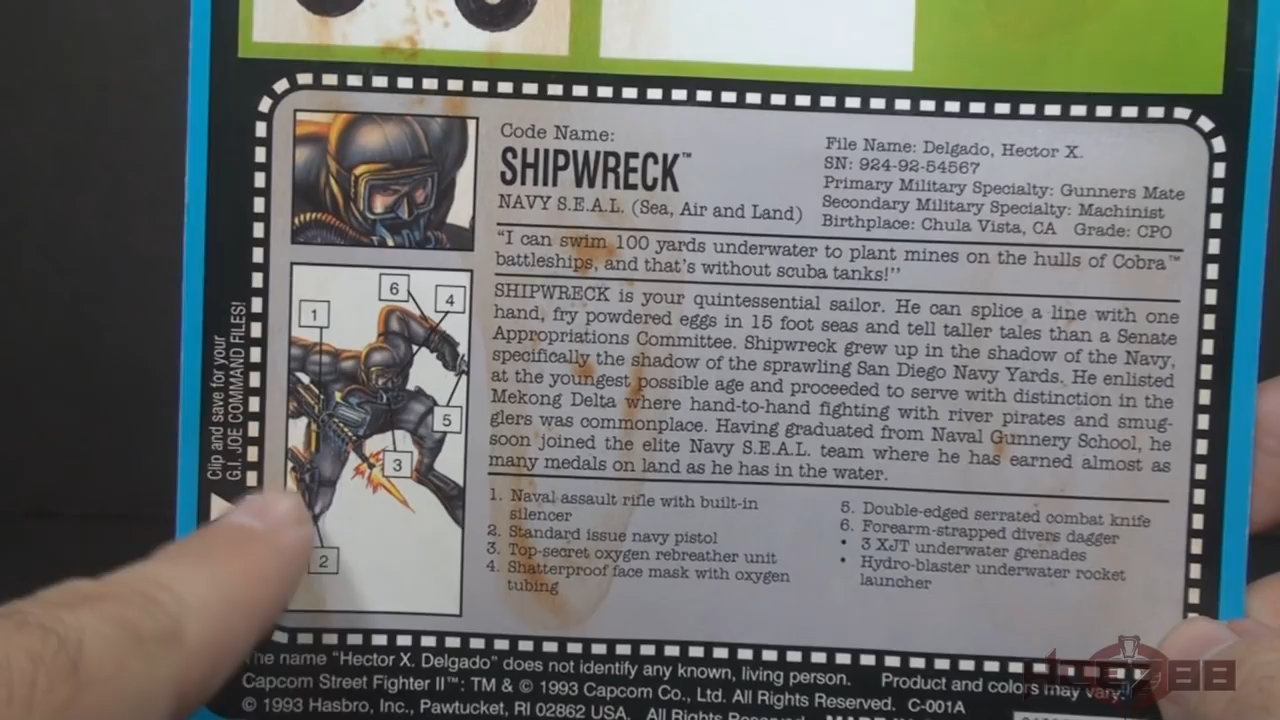 Code Name:
SHIPWRECK™
NAVY S.E.A.L. (Sea, Air and Land)
File Name: Delgado, Hector X.
SN: 924-92-54567
Primary Military Specialty: Gunners Mate
Secondary Military Specialty: Machinist
Birthplace: Chula Vista, CA Grade: CPO
"I can swim 100 yards underwater to plant mines on the hulls of Cobra™
battleships, and that's without scuba tanks!"
SHIPWRECK is your quintessential sailor. He can splice a line with one
hand, fry powdered eggs in 15 foot seas and tell taller tales than a Senate
Appropriations Committee. Shipwreck grew up in the shadow of the Navy,
specifically the shadow of the sprawling San Diego Navy Yards. He enlisted
at the youngest possible age and proceeded to serve with distinction in the
Mekong Delta where hand-to-hand fighting with river pirates and smug-
glers was commonplace. Having graduated from Naval Gunnery School, he
soon joined the elite Navy S.E.A.L. team where he has earned almost as
many medals on land as he has in the water.
1. Naval assault rifle with built-in
silencer
2. Standard issue navy pistol
3. Top-secret oxygen rebreather unit
4. Shatterproof face mask with oxygen
tubing
5. Double-edged serrated combat knife
6. Forearm-strapped divers dagger
• 3 XJT underwater grenades
• Hydro-blaster underwater rocket
launcher
1
6
4
5
3
2
Clip and save for your
G.I. JOE COMMAND FILES!
The name "Hector X. Delgado" does not identify any known, living person. Product and colors may vary.
Capcom Street Fighter II™: TM & © 1993 Capcom Co., Ltd. All Rights Reserved. C-001A
© 1993 Hasbro, Inc., Pawtucket, RI 02862 USA. All Rights Reserved.